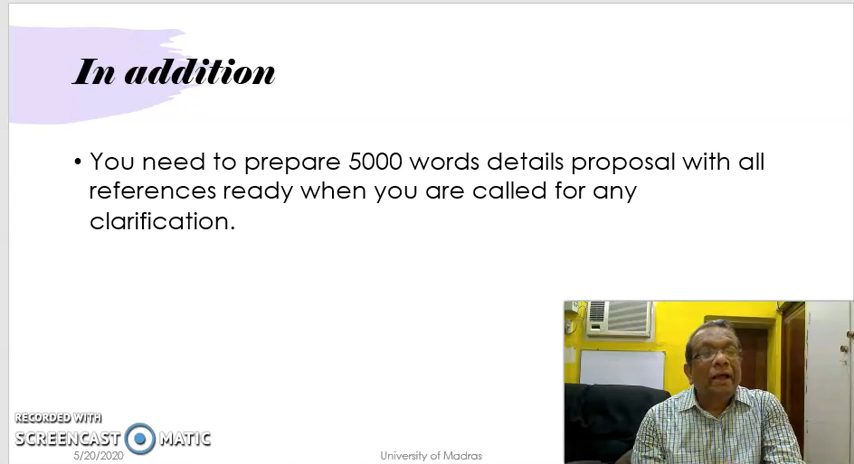 In addition
• You need to prepare 5000 words details proposal with all
references ready when you are called for any
clarification.
RECORDED WITH
SCREENCAST MATIC
5/20/2020
University of Madras